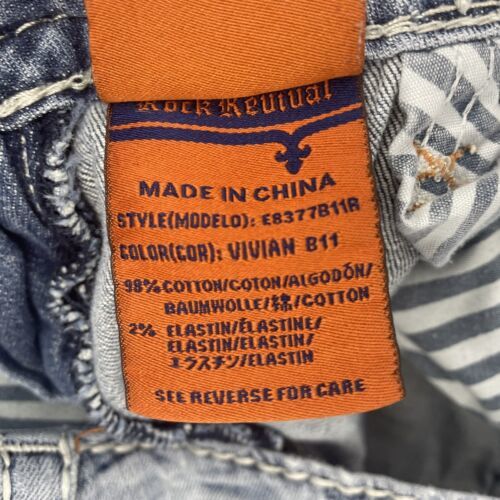 Rock Revival
MADE IN CHINA
STYLE(MODELO): E8377B11R
COLOR(COR): VIVIAN B11
98% COTTON/COTON/ALGODÓN/
BAUMWOLLE/綿/COTTON
2% ELASTIN/ÉLASTINE/
ELASTIN/ELASTIN/
エラスチン/ELASTIN
SEE REVERSE FOR CARE